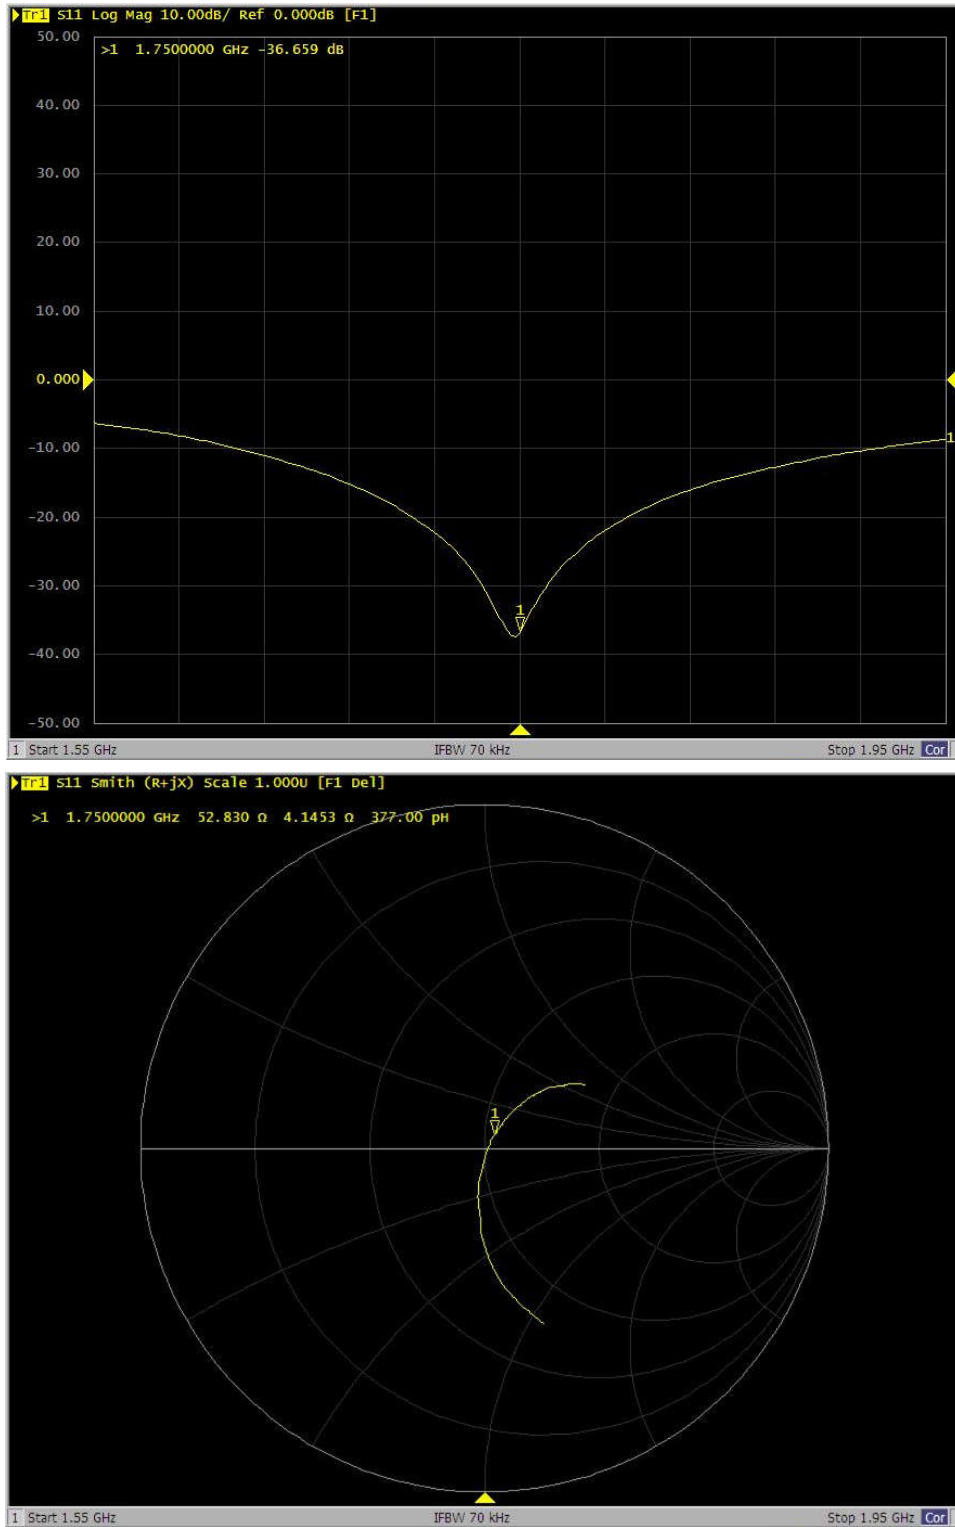 Tr1 S11 Log Mag 10.00dB/ Ref 0.000dB [F1]
50.00
>1 1.7500000 GHz -36.659 dB
40.00
30.00
20.00
10.00
0.000
-10.00
1
-20.00
-30.00
1
-40.00
-50.00
1 Start 1.55 GHz IFBW 70 kHz Stop 1.95 GHz Cor
Tr1 S11 Smith (R+jX) Scale 1.000U [F1 Del]
>1 1.7500000 GHz 52.830 Ω 4.1453 Ω 377.00 pH
1
1 Start 1.55 GHz IFBW 70 kHz Stop 1.95 GHz Cor